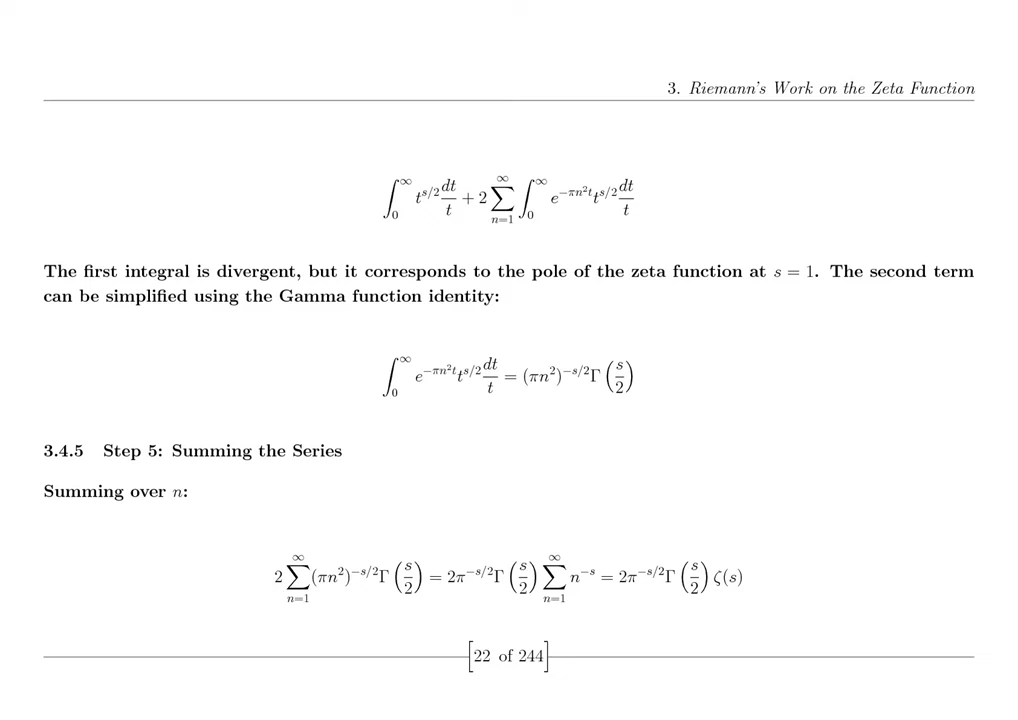 3. Riemann's Work on the Zeta Function
∫₀^∞ t^{s/2} dt/t + 2 ∑_{n=1}^∞ ∫₀^∞ e^{−πn²t} t^{s/2} dt/t
The first integral is divergent, but it corresponds to the pole of the zeta function at s = 1. The second term
can be simplified using the Gamma function identity:
∫₀^∞ e^{−πn²t} t^{s/2} dt/t = (πn²)^{−s/2} Γ(s/2)
3.4.5 Step 5: Summing the Series
Summing over n:
2 ∑_{n=1}^∞ (πn²)^{−s/2} Γ(s/2) = 2π^{−s/2} Γ(s/2) ∑_{n=1}^∞ n^{−s} = 2π^{−s/2} Γ(s/2) ζ(s)
[22 of 244]